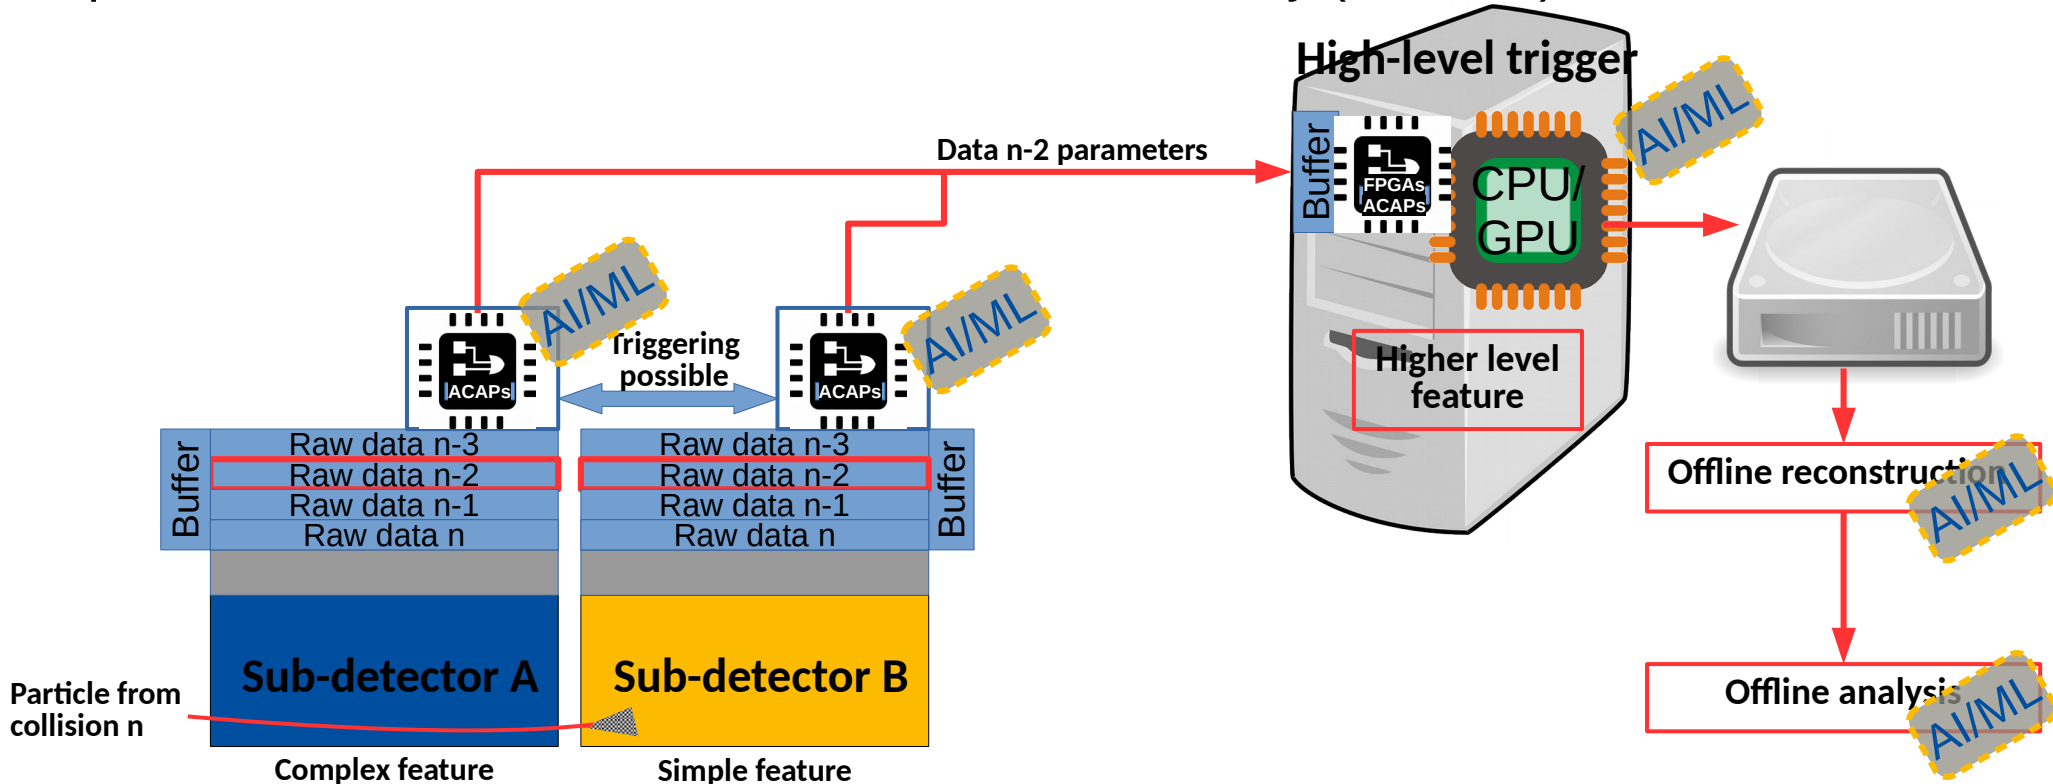 High-level trigger
AI/ML
Data n-2 parameters
Buffer
FPGAs
ACAPs
CPU/
GPU
AI/ML
AI/ML
Triggering
possible
ACAPs
ACAPs
Higher level
feature
Buffer
Raw data n-3
Raw data n-2
Raw data n-1
Raw data n
Raw data n-3
Raw data n-2
Raw data n-1
Raw data n
Buffer
Offline reconstruction
AI/ML
Sub-detector A
Sub-detector B
Particle from
collision n
Offline analysis
AI/ML
Complex feature
Simple feature